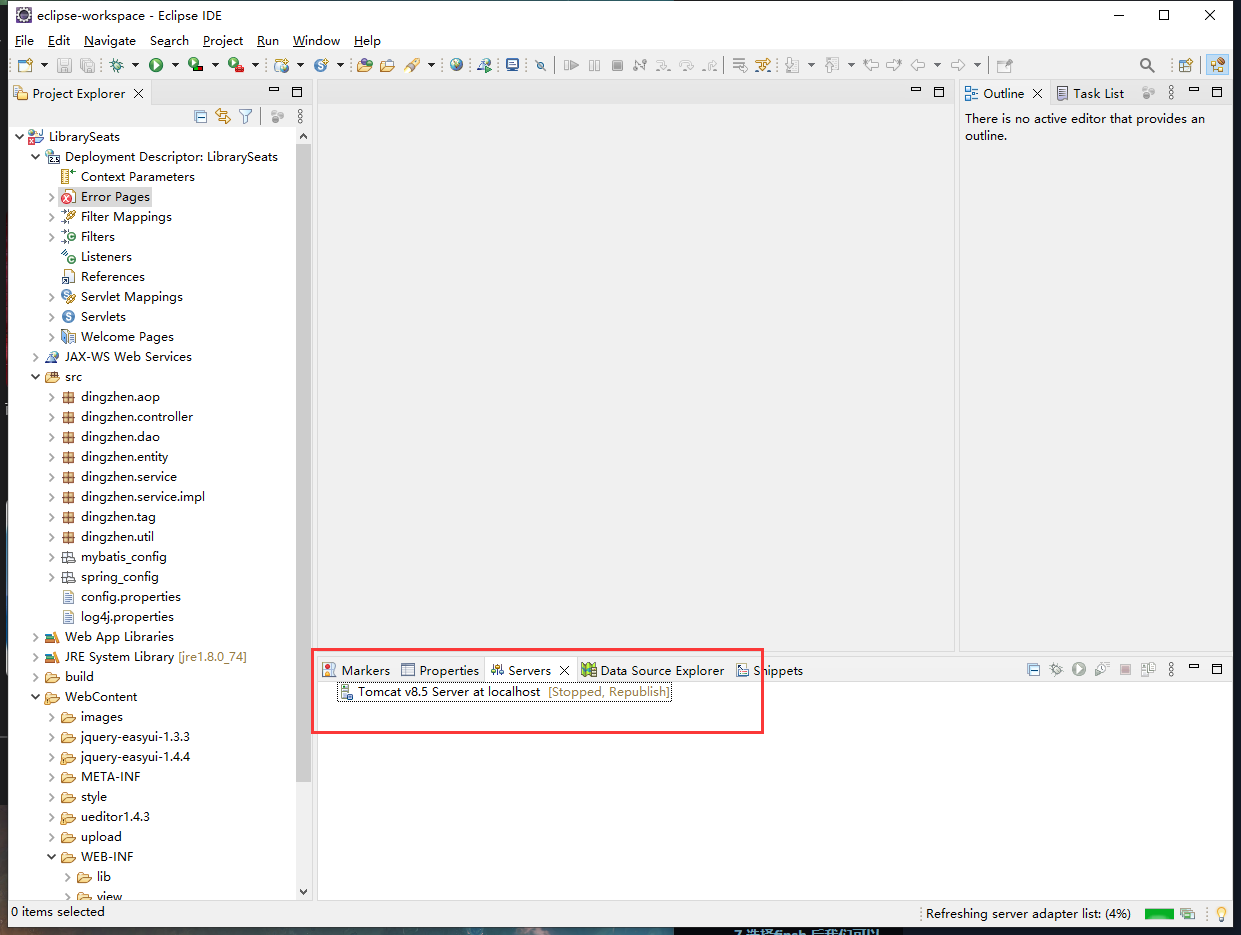 eclipse-workspace - Eclipse IDE
File Edit Navigate Search Project Run Window Help
Project Explorer
LibrarySeats
Deployment Descriptor: LibrarySeats
Context Parameters
Error Pages
Filter Mappings
Filters
Listeners
References
Servlet Mappings
Servlets
Welcome Pages
JAX-WS Web Services
src
dingzhen.aop
dingzhen.controller
dingzhen.dao
dingzhen.entity
dingzhen.service
dingzhen.service.impl
dingzhen.tag
dingzhen.util
mybatis_config
spring_config
config.properties
log4j.properties
Web App Libraries
JRE System Library [jre1.8.0_74]
build
WebContent
images
jquery-easyui-1.3.3
jquery-easyui-1.4.4
META-INF
style
ueditor1.4.3
upload
WEB-INF
lib
view
Outline Task List
There is no active editor that provides an
outline.
Markers Properties Servers Data Source Explorer Snippets
Tomcat v8.5 Server at localhost [Stopped, Republish]
0 items selected
Refreshing server adapter list: (4%)